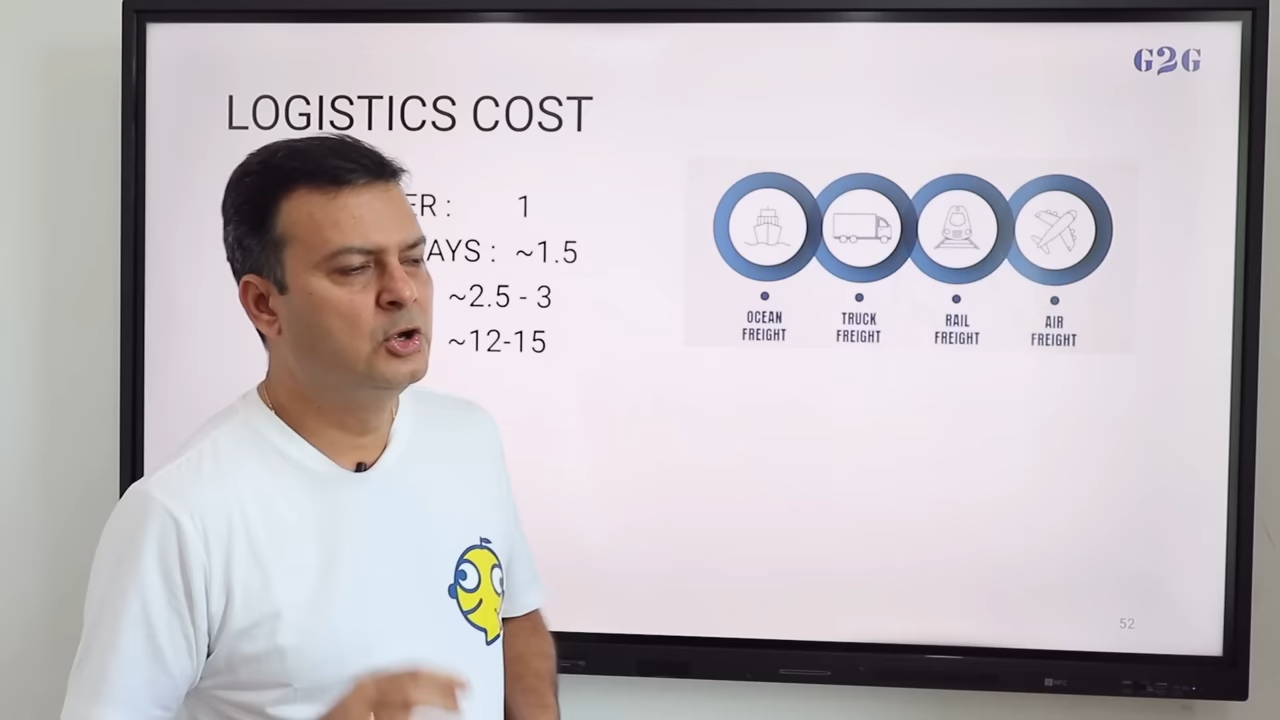 G2G
LOGISTICS COST
ER : 1
AYS : ~1.5
~2.5 - 3
~12-15
OCEAN
FREIGHT
TRUCK
FREIGHT
RAIL
FREIGHT
AIR
FREIGHT
52